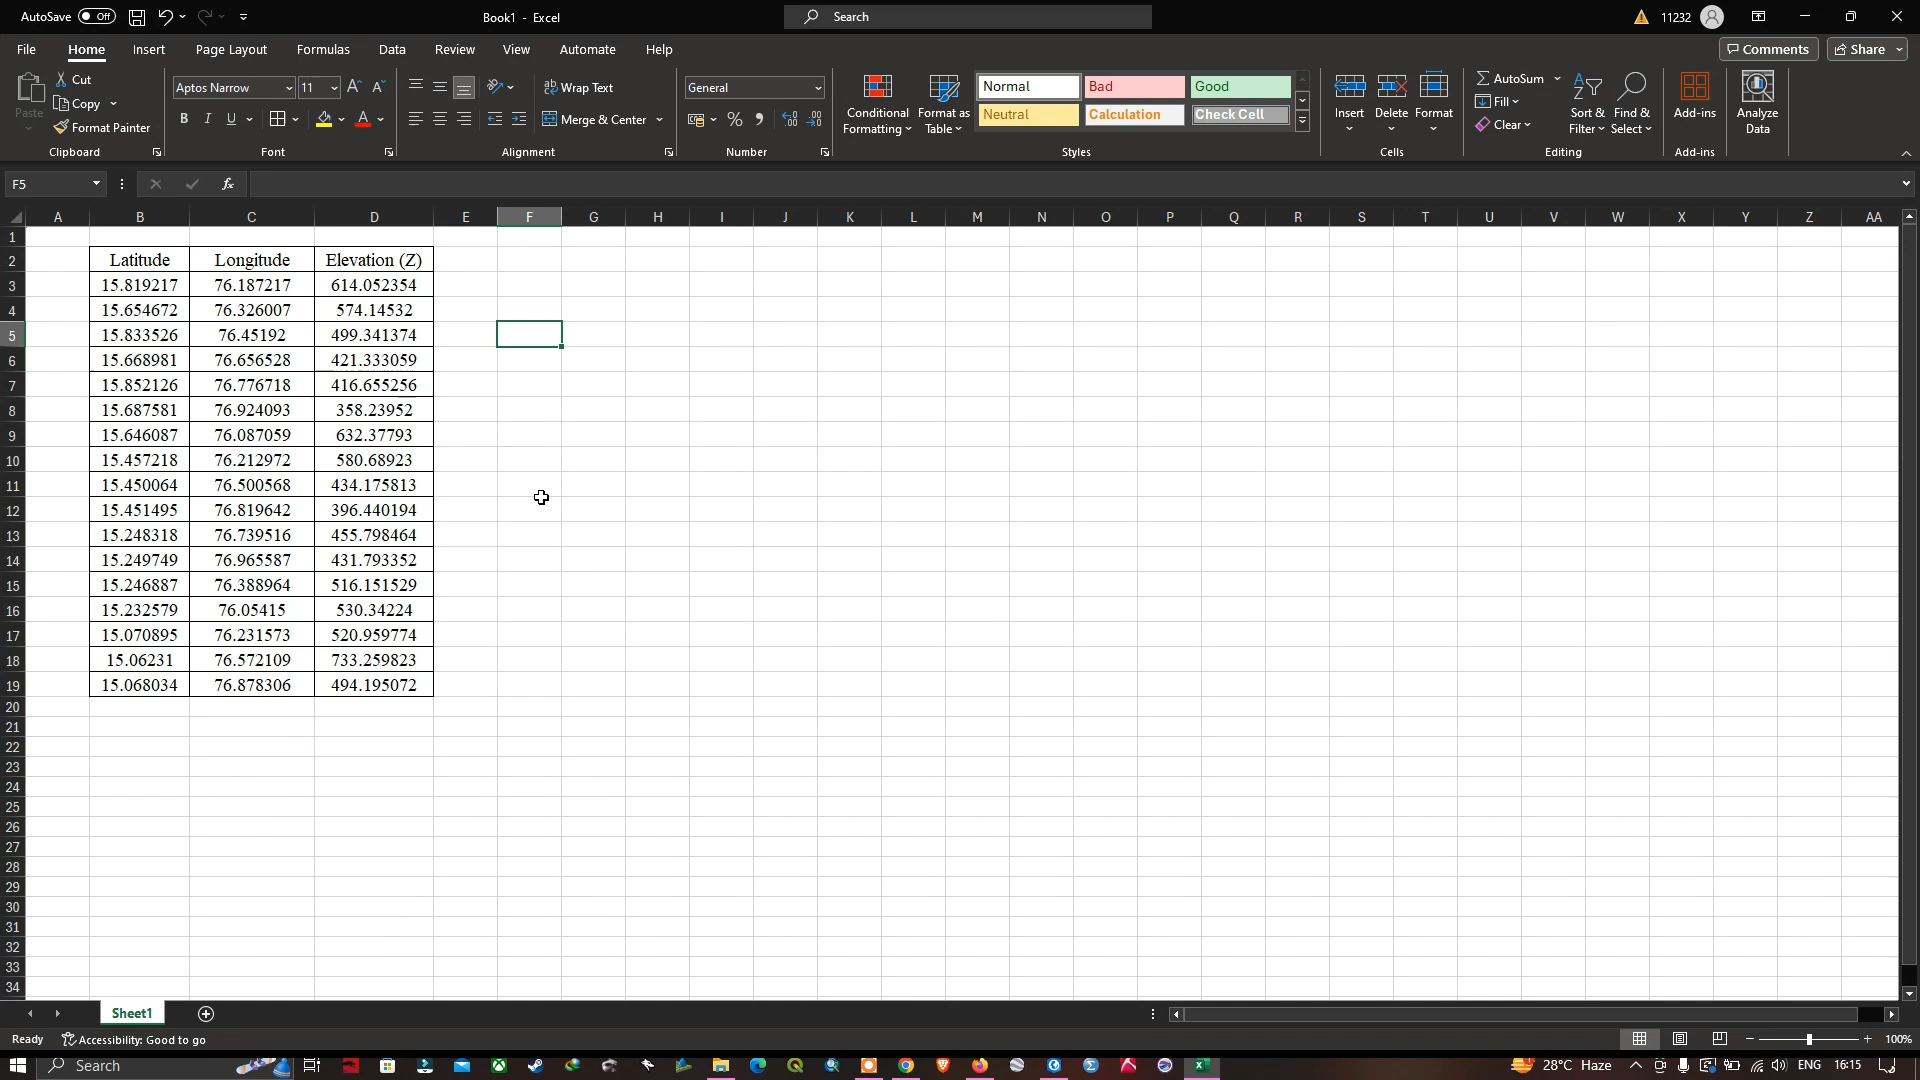 AutoSave Off Book1 - Excel Search 11232
File Home Insert Page Layout Formulas Data Review View Automate Help Comments Share
Paste Cut Copy Format Painter Clipboard
Aptos Narrow 11 B I U A Font
Wrap Text Merge & Center Alignment
General % Number
Conditional Formatting Format as Table Normal Bad Good
Neutral Calculation Check Cell Styles
Insert Delete Format Cells
AutoSum Fill Clear Sort & Filter Find & Select Editing
Add-ins Add-ins
Analyze Data
F5 fx
A B C D E F G H I J K L M N O P Q R S T U V W X Y Z AA
1
2 Latitude Longitude Elevation (Z)
3 15.819217 76.187217 614.052354
4 15.654672 76.326007 574.14532
5 15.833526 76.45192 499.341374
6 15.668981 76.656528 421.333059
7 15.852126 76.776718 416.655256
8 15.687581 76.924093 358.23952
9 15.646087 76.087059 632.37793
10 15.457218 76.212972 580.68923
11 15.450064 76.500568 434.175813
12 15.451495 76.819642 396.440194
13 15.248318 76.739516 455.798464
14 15.249749 76.965587 431.793352
15 15.246887 76.388964 516.151529
16 15.232579 76.05415 530.34224
17 15.070895 76.231573 520.959774
18 15.06231 76.572109 733.259823
19 15.068034 76.878306 494.195072
20
21
22
23
24
25
26
27
28
29
30
31
32
33
34
Sheet1
Ready Accessibility: Good to go 100%
Search 28°C Haze ENG 16:15